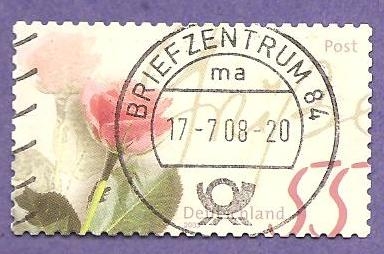 Post
BRIEFZENTRUM 84
ma
17-7 08-20
Deutschland
55